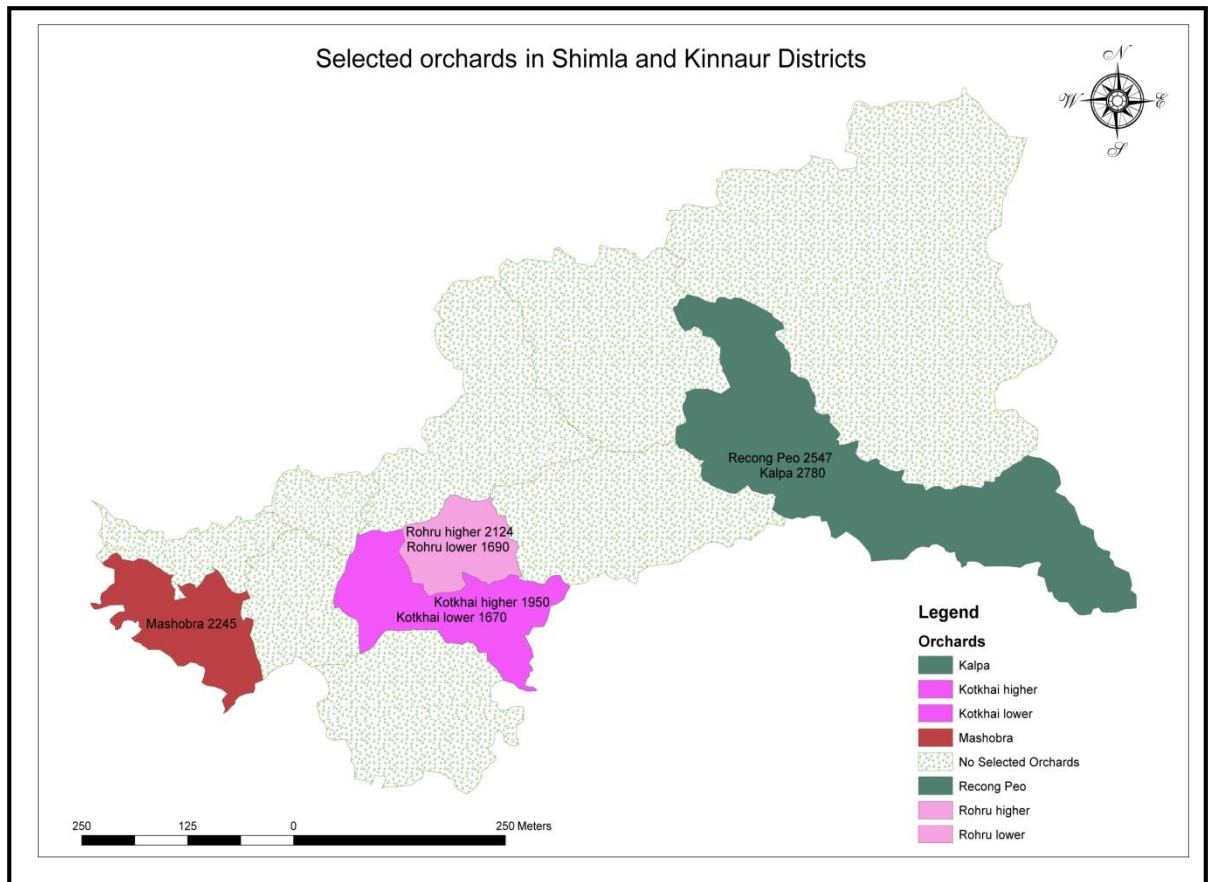 Selected orchards in Shimla and Kinnaur Districts
N
W E
S
Recong Peo 2547
Kalpa 2780
Rohru higher 2124
Rohru lower 1690
Kotkhai higher 1950
Kotkhai lower 1670
Mashobra 2245
Legend
Orchards
Kalpa
Kotkhai higher
Kotkhai lower
Mashobra
No Selected Orchards
Recong Peo
Rohru higher
Rohru lower
250 125 0 250 Meters